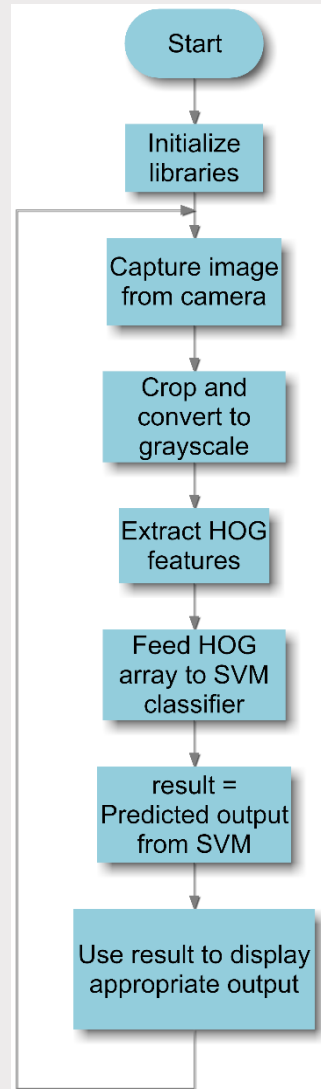 Start
Initialize
libraries
Capture image
from camera
Crop and
convert to
grayscale
Extract HOG
features
Feed HOG
array to SVM
classifier
result =
Predicted output
from SVM
Use result to display
appropriate output